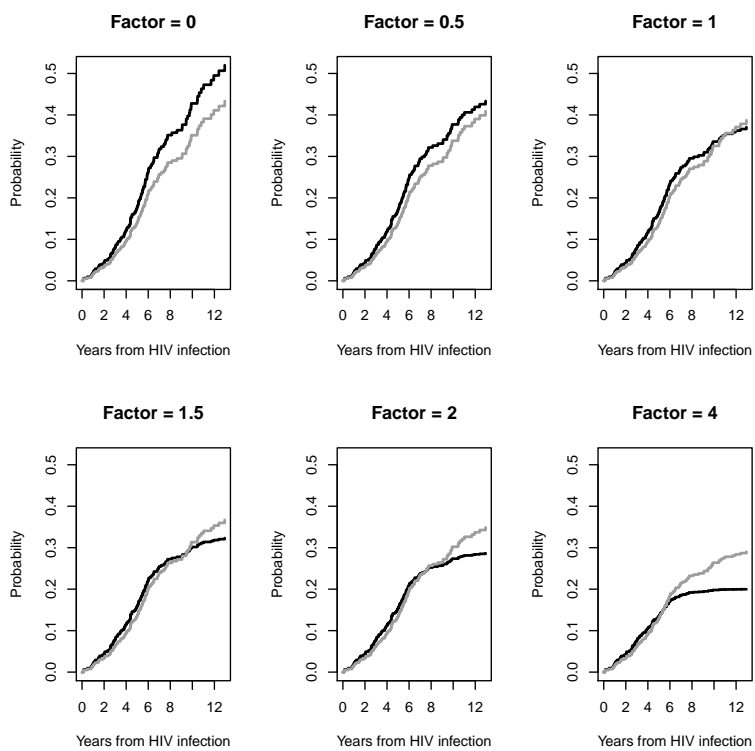 Factor = 0
Probability
0.0
0.1
0.2
0.3
0.4
0.5
0 2 4 6 8 12
Years from HIV infection
Factor = 0.5
Probability
0.0
0.1
0.2
0.3
0.4
0.5
0 2 4 6 8 12
Years from HIV infection
Factor = 1
Probability
0.0
0.1
0.2
0.3
0.4
0.5
0 2 4 6 8 12
Years from HIV infection
Factor = 1.5
Probability
0.0
0.1
0.2
0.3
0.4
0.5
0 2 4 6 8 12
Years from HIV infection
Factor = 2
Probability
0.0
0.1
0.2
0.3
0.4
0.5
0 2 4 6 8 12
Years from HIV infection
Factor = 4
Probability
0.0
0.1
0.2
0.3
0.4
0.5
0 2 4 6 8 12
Years from HIV infection